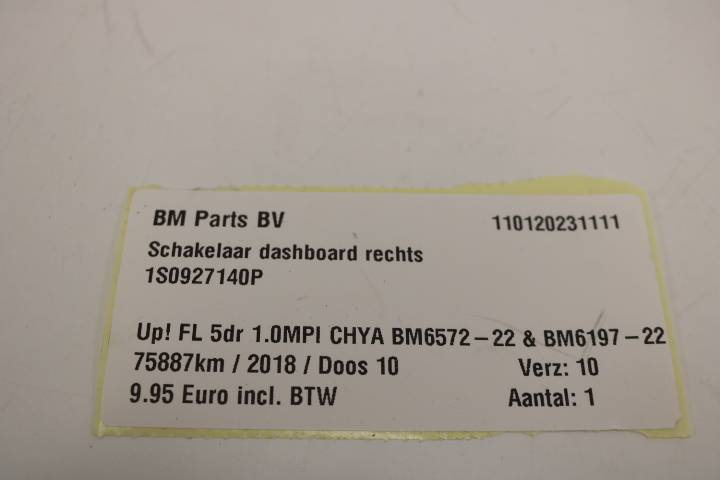 BM Parts BV 110120231111
Schakelaar dashboard rechts
1S0927140P
Up! FL 5dr 1.0MPI CHYA BM6572-22 & BM6197-22
75887km / 2018 / Doos 10 Verz: 10
9.95 Euro incl. BTW Aantal: 1